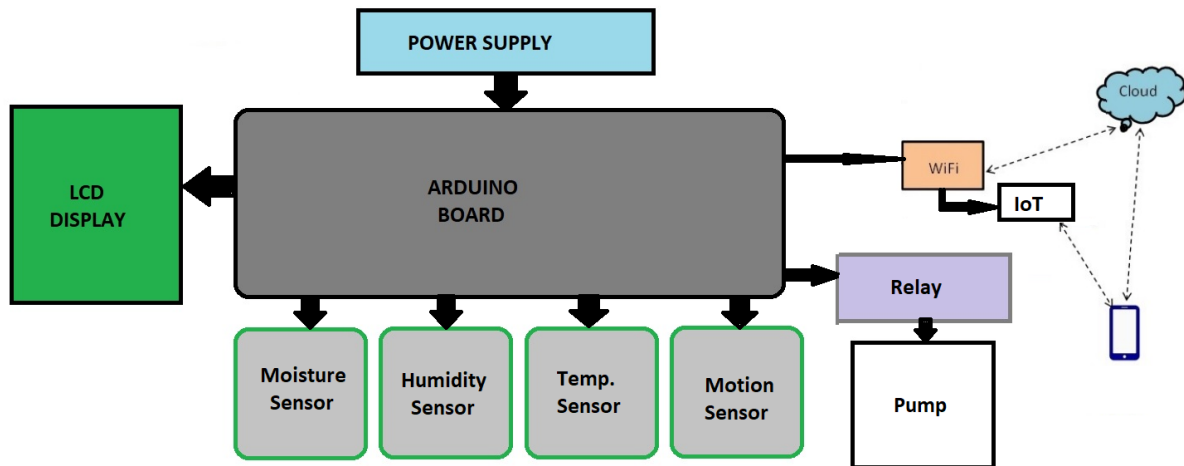 POWER SUPPLY
Cloud
LCD
DISPLAY
ARDUINO
BOARD
WiFi
IoT
Relay
Moisture
Sensor
Humidity
Sensor
Temp.
Sensor
Motion
Sensor
Pump